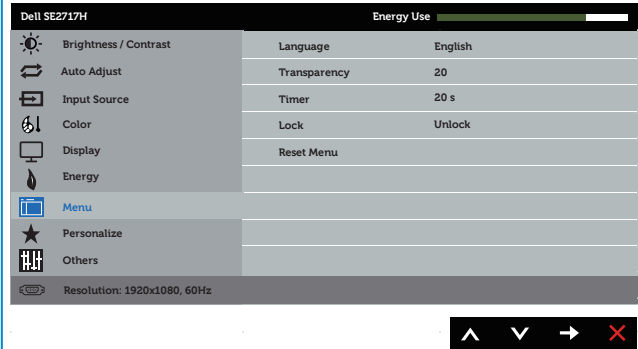 Dell SE2717H Energy Use
Brightness / Contrast Language English
Auto Adjust Transparency 20
Input Source Timer 20 s
Color Lock Unlock
Display Reset Menu
Energy
Menu
Personalize
Others
Resolution: 1920x1080, 60Hz